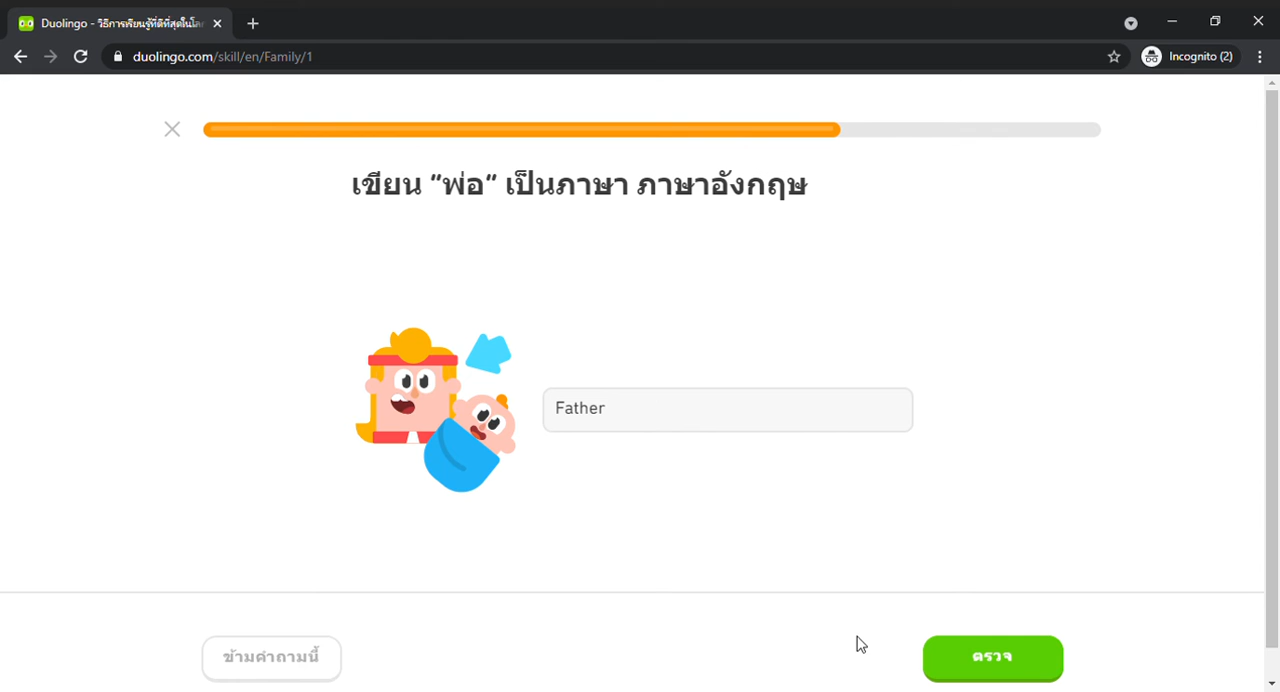 Duolingo - วิธีการเรียนรู้ที่ดีที่สุดในโล
duolingo.com/skill/en/Family/1
Incognito (2)
เขียน “พ่อ” เป็นภาษา ภาษาอังกฤษ
Father
ข้ามคำถามนี้
ตรวจ